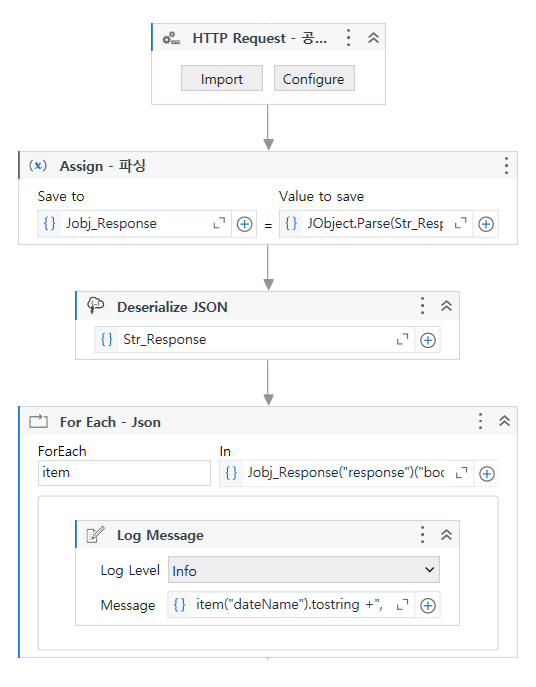 HTTP Request - 공...
Import
Configure
(x) Assign - 파싱
Save to
Value to save
{} Jobj_Response
=
{} JObject.Parse(Str_Resp
Deserialize JSON
{} Str_Response
For Each - Json
ForEach
In
item
{} Jobj_Response("response")("bod
Log Message
Log Level
Info
Message
{} item("dateName").tostring +",